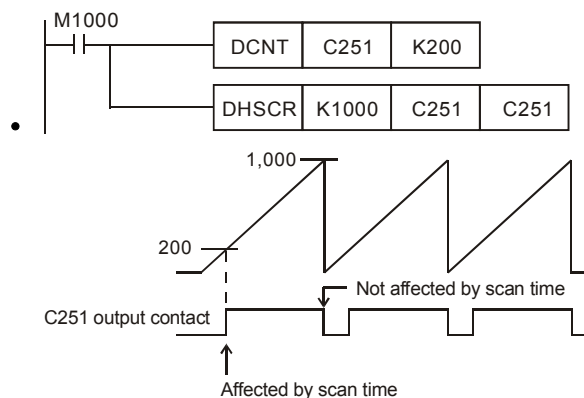 M1000
DCNT C251 K200
DHSCR K1000 C251 C251
1,000
200
Not affected by scan time
C251 output contact
Affected by scan time